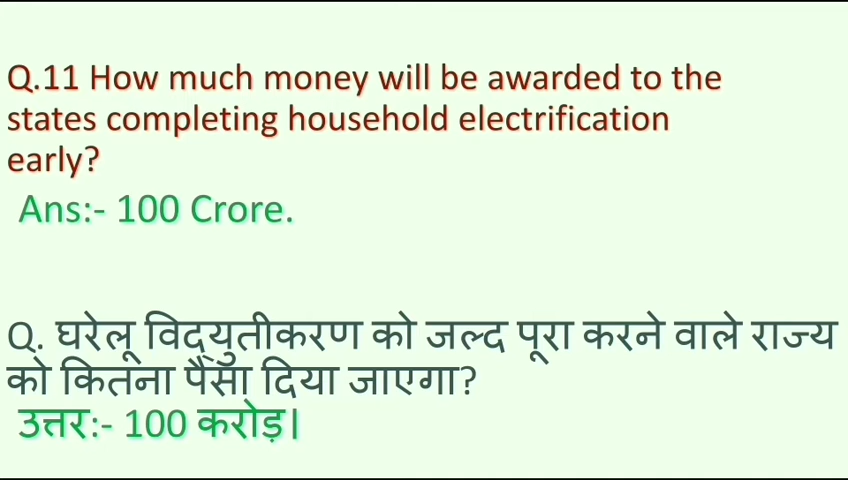 Q.11 How much money will be awarded to the
states completing household electrification
early?
Ans:- 100 Crore.
Q. घरेलू विद्युतीकरण को जल्द पूरा करने वाले राज्य
को कितना पैसा दिया जाएगा?
उत्तर:- 100 करोड़।